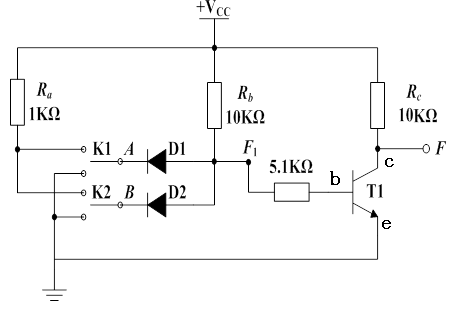 +VCC
Ra
1KΩ
Rb
10KΩ
Rc
10KΩ
K1 A D1
F1
5.1KΩ
F
c
K2 B D2
b
T1
e